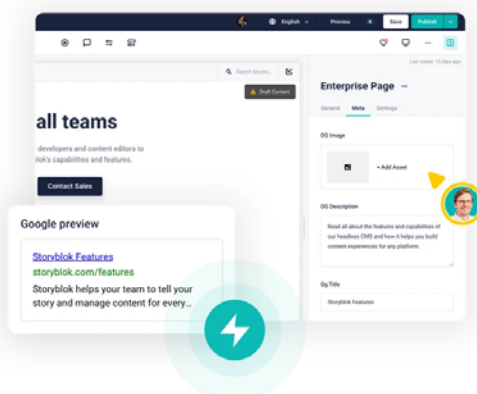 English
Preview
Save
Publish
Last saved: 15 days ago
Search blocks...
Draft Content
Enterprise Page
General Meta Settings
all teams
developers and content editors to
blok's capabilities and features.
Contact Sales
OG Image
+ Add Asset
OG Description
Read all about the features and capabilities of
our headless CMS and how it helps you build
content experiences for any platform.
Og Title
Storyblok Features
Google preview
Storyblok Features
storyblok.com/features
Storyblok helps your team to tell your
story and manage content for every...